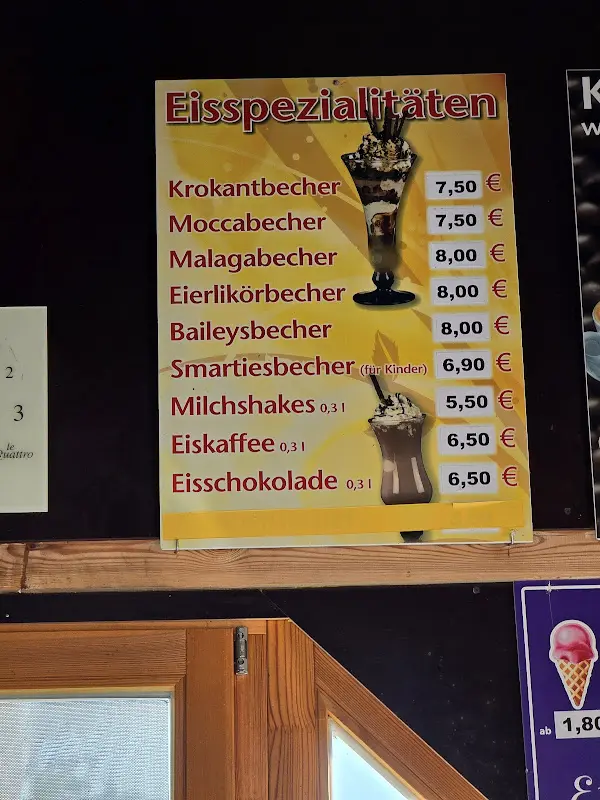 Eisspezialitäten
Krokantbecher 7,50 €
Moccabecher 7,50 €
Malagabecher 8,00 €
Eierlikörbecher 8,00 €
Baileysbecher 8,00 €
Smartiesbecher (für Kinder) 6,90 €
Milchshakes 0,3 l 5,50 €
Eiskaffee 0,3 l 6,50 €
Eisschokolade 0,3 l 6,50 €
2
3
le
Quattro
K
ab 1,80